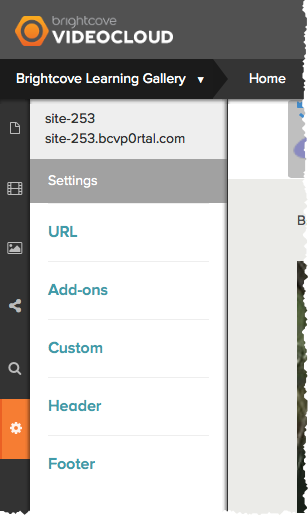 brightcove
VIDEOCLOUD
Brightcove Learning Gallery ▼ Home
site-253
site-253.bcvp0rtal.com
Settings
B
URL
Add-ons
Custom
Header
Footer